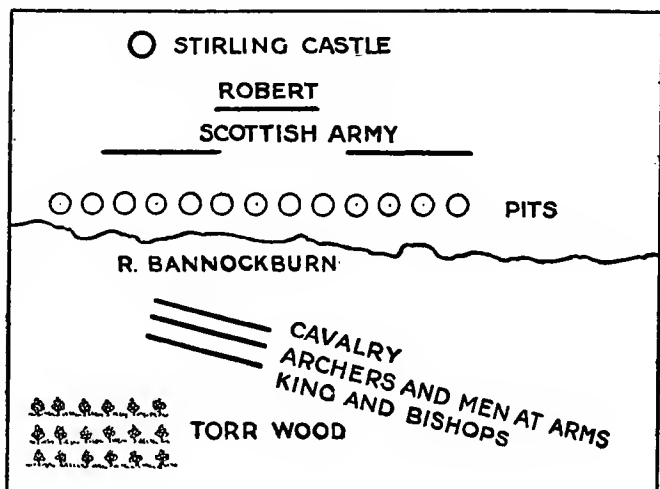 STIRLING CASTLE
ROBERT
SCOTTISH ARMY
PITS
R. BANNOCKBURN
CAVALRY
ARCHERS AND MEN AT ARMS
KING AND BISHOPS
TORR WOOD